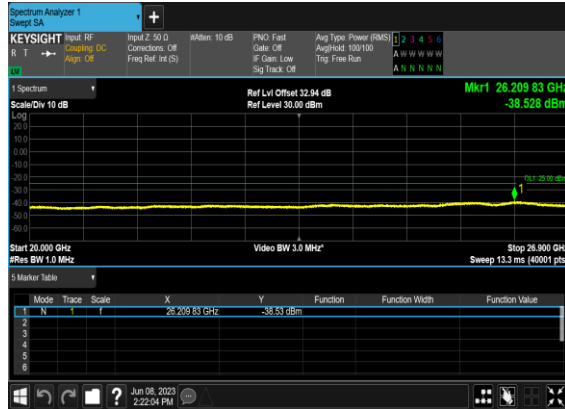 Spectrum Analyzer 1
Swept SA
+
KEYSIGHT Input: RF Input Z: 50 Ω #Atten: 10 dB PNO: Fast Avg Type: Power (RMS) 1 2 3 4 5 6
R T Coupling: DC Corrections: Off Gate: Off Avg|Hold: 100/100 A W W W W W
Align: Off Freq Ref: Int (S) IF Gain: Low Trig: Free Run
Sig Track: Off A N N N N N
1 Spectrum Ref Lvl Offset 32.94 dB Mkr1 26.209 83 GHz
Scale/Div 10 dB Ref Level 30.00 dBm -38.528 dBm
Log
20.0
10.0
0.00
-10.0
-20.0 DL1 -25.00 dBm
-30.0 1
-40.0
-50.0
-60.0
Start 20.000 GHz Video BW 3.0 MHz* Stop 26.900 GHz
#Res BW 1.0 MHz Sweep 13.3 ms (40001 pts)
5 Marker Table
Mode Trace Scale X Y Function Function Width Function Value
1 N 1 f 26.209 83 GHz -38.53 dBm
2
3
4
5
6
? Jun 08, 2023
2:22:04 PM